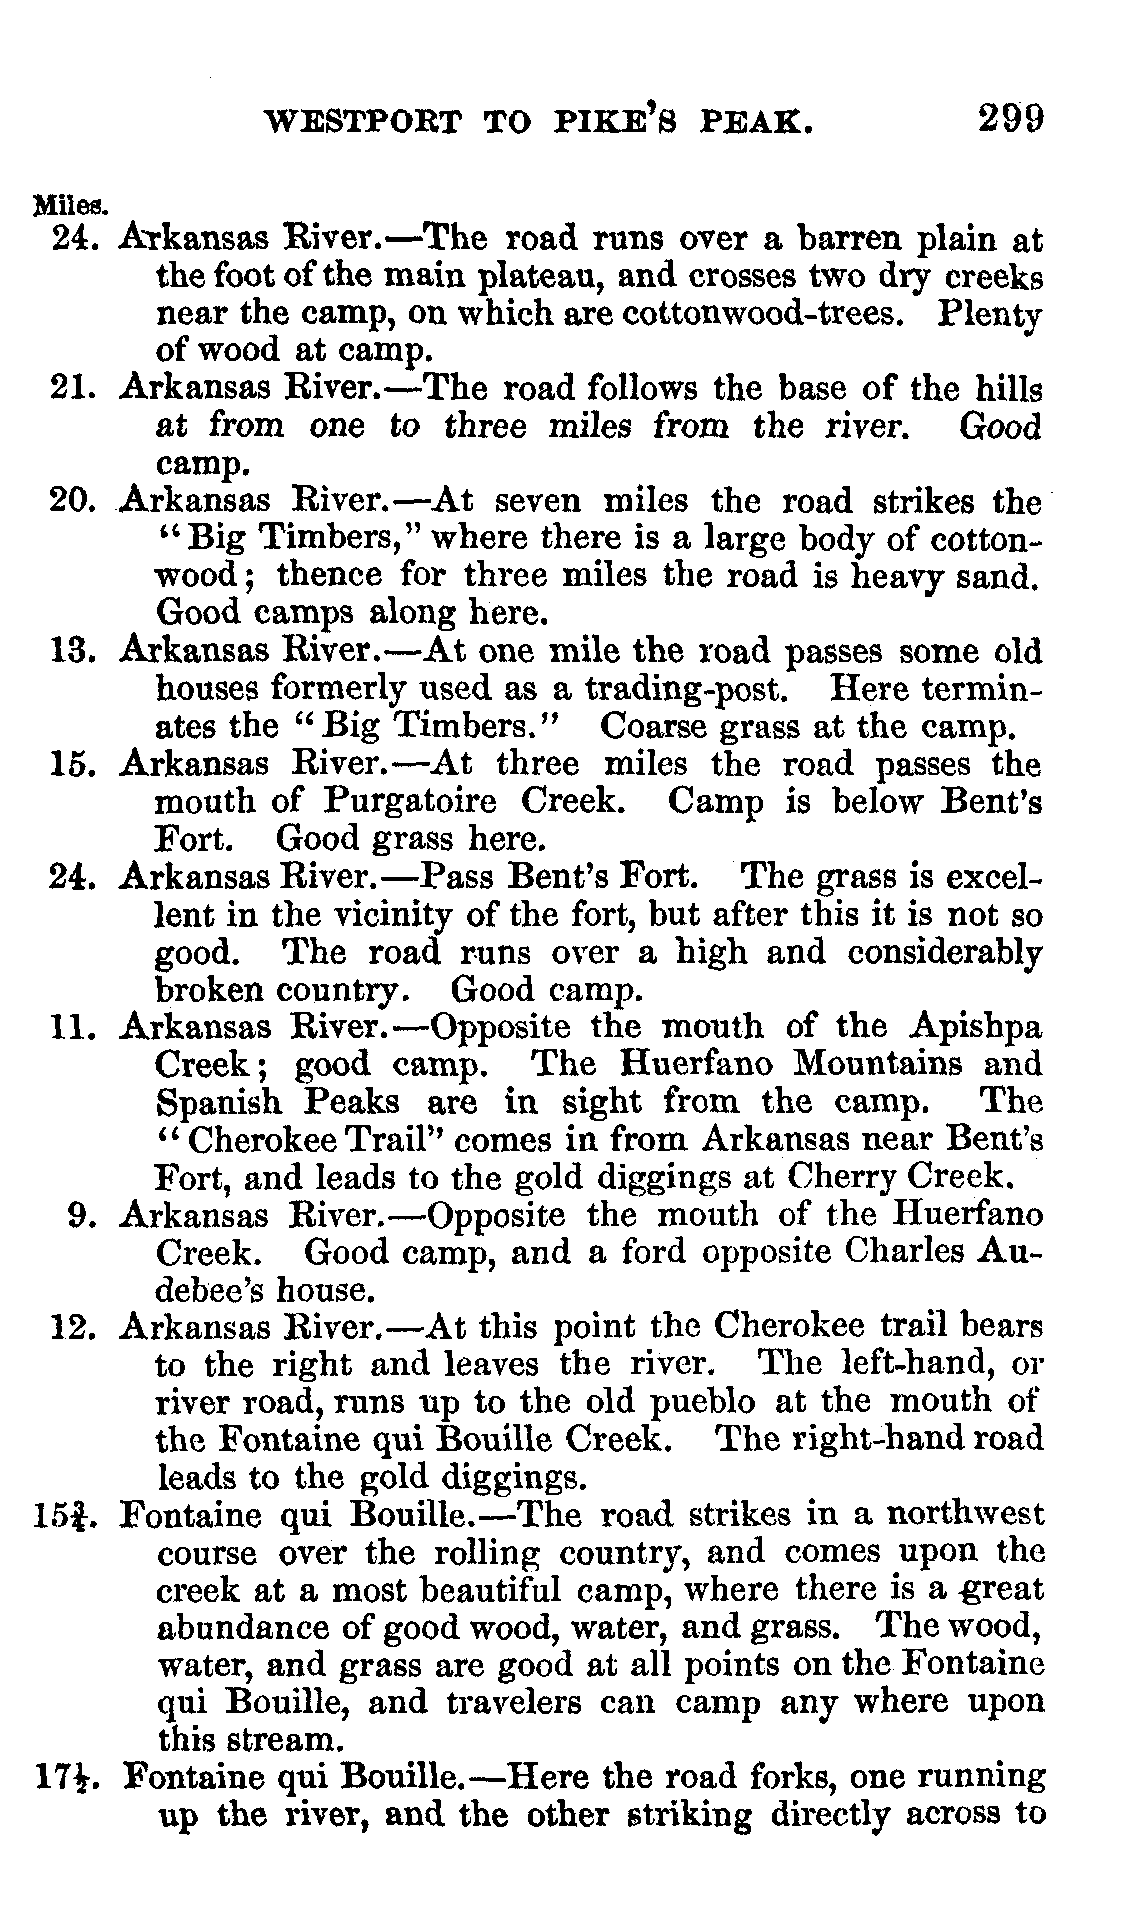 WESTPORT TO PIKE'S PEAK. 299
Miles.
24. Arkansas River.—The road runs over a barren plain at
the foot of the main plateau, and crosses two dry creeks
near the camp, on which are cottonwood-trees. Plenty
of wood at camp.
21. Arkansas River.—The road follows the base of the hills
at from one to three miles from the river. Good
camp.
20. Arkansas River.—At seven miles the road strikes the
"Big Timbers," where there is a large body of cotton-
wood; thence for three miles the road is heavy sand.
Good camps along here.
13. Arkansas River.—At one mile the road passes some old
houses formerly used as a trading-post. Here termin-
ates the "Big Timbers." Coarse grass at the camp.
15. Arkansas River.—At three miles the road passes the
mouth of Purgatoire Creek. Camp is below Bent's
Fort. Good grass here.
24. Arkansas River.—Pass Bent's Fort. The grass is excel-
lent in the vicinity of the fort, but after this it is not so
good. The road runs over a high and considerably
broken country. Good camp.
11. Arkansas River.—Opposite the mouth of the Apishpa
Creek; good camp. The Huerfano Mountains and
Spanish Peaks are in sight from the camp. The
"Cherokee Trail" comes in from Arkansas near Bent's
Fort, and leads to the gold diggings at Cherry Creek.
9. Arkansas River.—Opposite the mouth of the Huerfano
Creek. Good camp, and a ford opposite Charles Au-
debee's house.
12. Arkansas River.—At this point the Cherokee trail bears
to the right and leaves the river. The left-hand, or
river road, runs up to the old pueblo at the mouth of
the Fontaine qui Bouille Creek. The right-hand road
leads to the gold diggings.
15¾. Fontaine qui Bouille.—The road strikes in a northwest
course over the rolling country, and comes upon the
creek at a most beautiful camp, where there is a great
abundance of good wood, water, and grass. The wood,
water, and grass are good at all points on the Fontaine
qui Bouille, and travelers can camp any where upon
this stream.
17½. Fontaine qui Bouille.—Here the road forks, one running
up the river, and the other striking directly across to